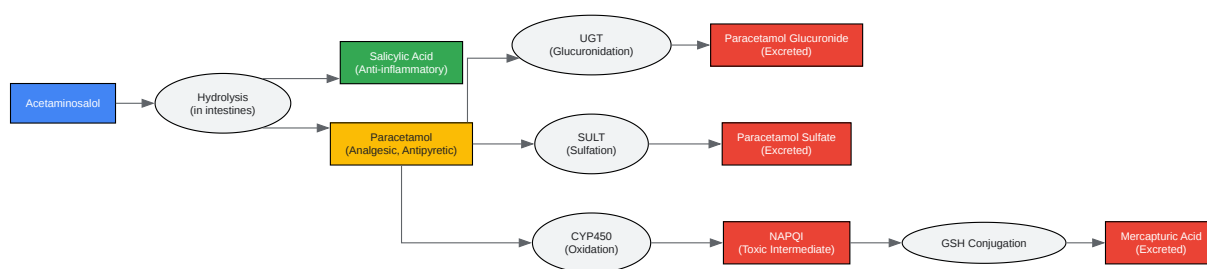 Acetaminosalol
Hydrolysis
(in intestines)
Salicylic Acid
(Anti-inflammatory)
Paracetamol
(Analgesic, Antipyretic)
UGT
(Glucuronidation)
Paracetamol Glucuronide
(Excreted)
SULT
(Sulfation)
Paracetamol Sulfate
(Excreted)
CYP450
(Oxidation)
NAPQI
(Toxic Intermediate)
GSH Conjugation
Mercapturic Acid
(Excreted)